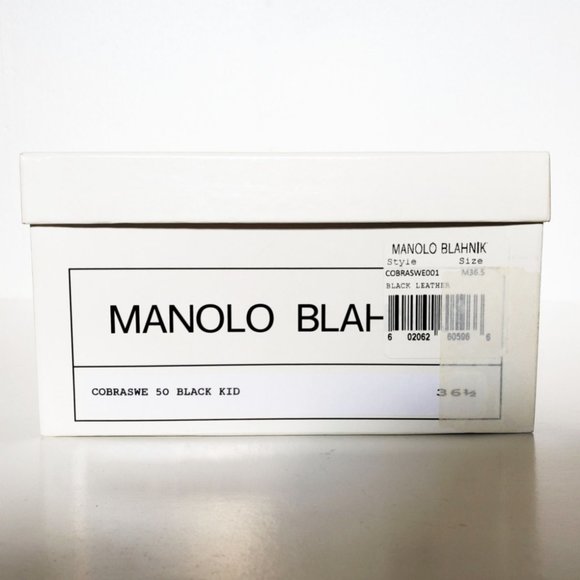 MANOLO BLAHNIK
Style Size
COBRASWE001 M36.5
BLACK LEATHER
6 02062 60596 6
MANOLO BLAH
COBRASWE 50 BLACK KID 36½